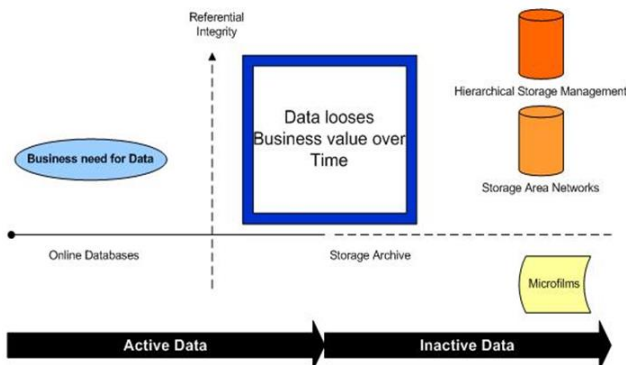 Referential
Integrity
Data looses
Business value over
Time
Hierarchical Storage Management
Business need for Data
Storage Area Networks
Online Databases
Storage Archive
Microfilms
Active Data
Inactive Data